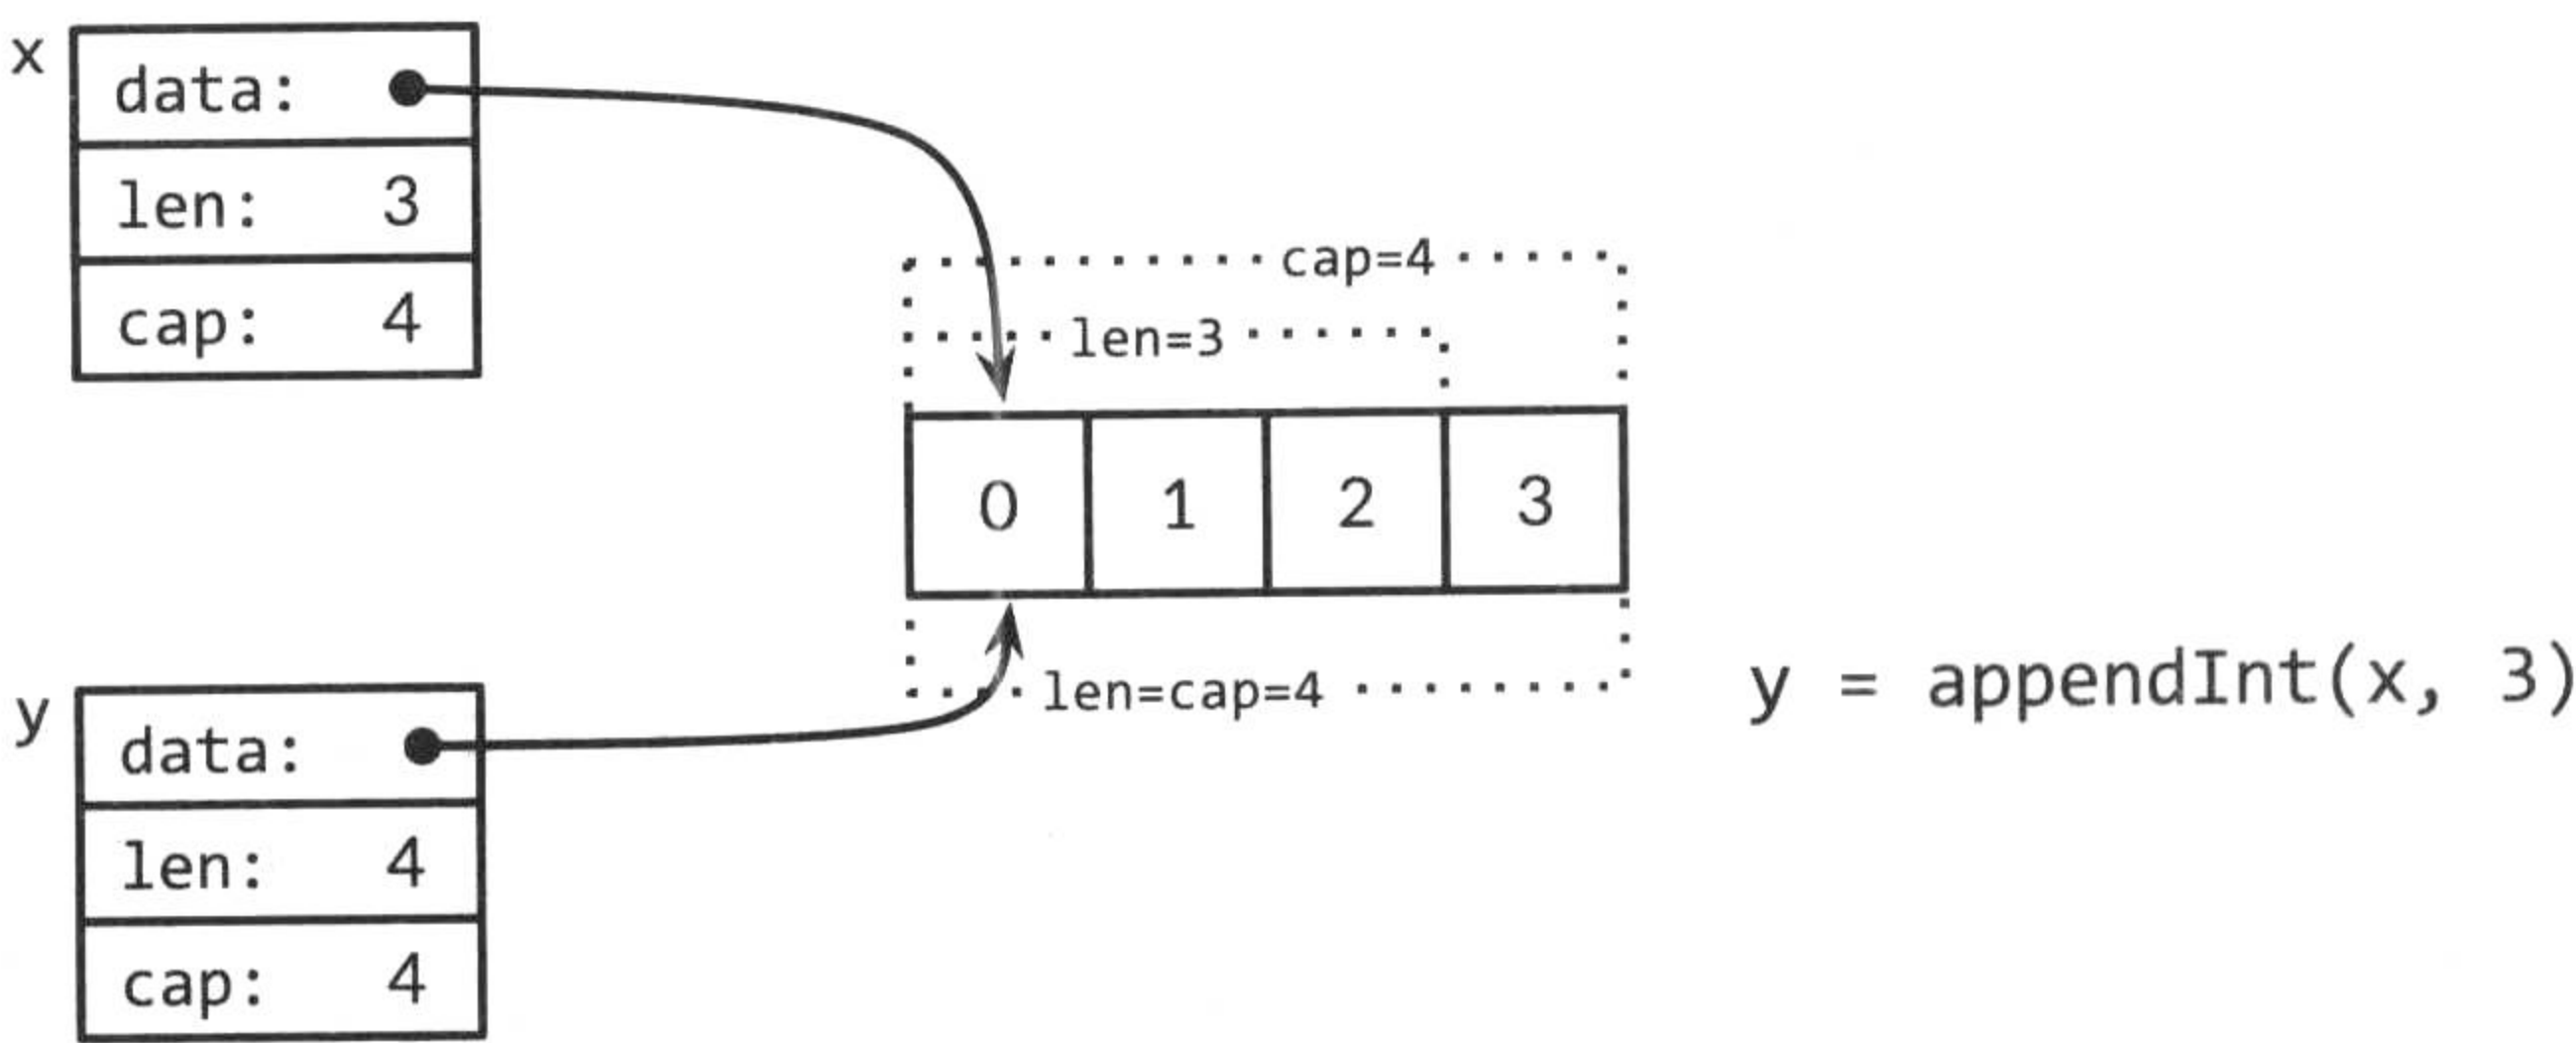 x
data:
len: 3
cap: 4
cap=4
len=3
0 1 2 3
len=cap=4
y = appendInt(x, 3)
y
data:
len: 4
cap: 4